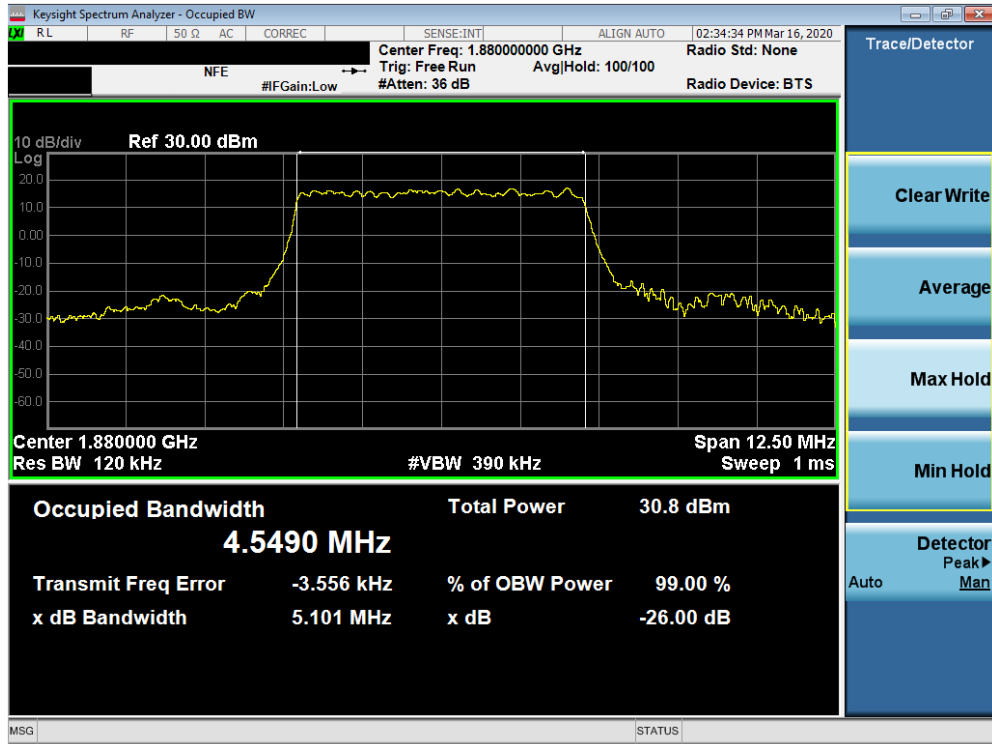 Keysight Spectrum Analyzer - Occupied BW
LXI RL RF 50 Ω AC CORREC SENSE:INT ALIGN AUTO 02:34:34 PM Mar 16, 2020
Center Freq: 1.880000000 GHz Radio Std: None
NFE Trig: Free Run Avg|Hold: 100/100
#IFGain:Low #Atten: 36 dB Radio Device: BTS
10 dB/div Ref 30.00 dBm
Log
20.0
10.0
0.00
-10.0
-20.0
-30.0
-40.0
-50.0
-60.0
Center 1.880000 GHz Span 12.50 MHz
Res BW 120 kHz #VBW 390 kHz Sweep 1 ms
Occupied Bandwidth Total Power 30.8 dBm
4.5490 MHz
Transmit Freq Error -3.556 kHz % of OBW Power 99.00 %
x dB Bandwidth 5.101 MHz x dB -26.00 dB
MSG STATUS
Trace/Detector
Clear Write
Average
Max Hold
Min Hold
Detector
Peak▶
Auto Man